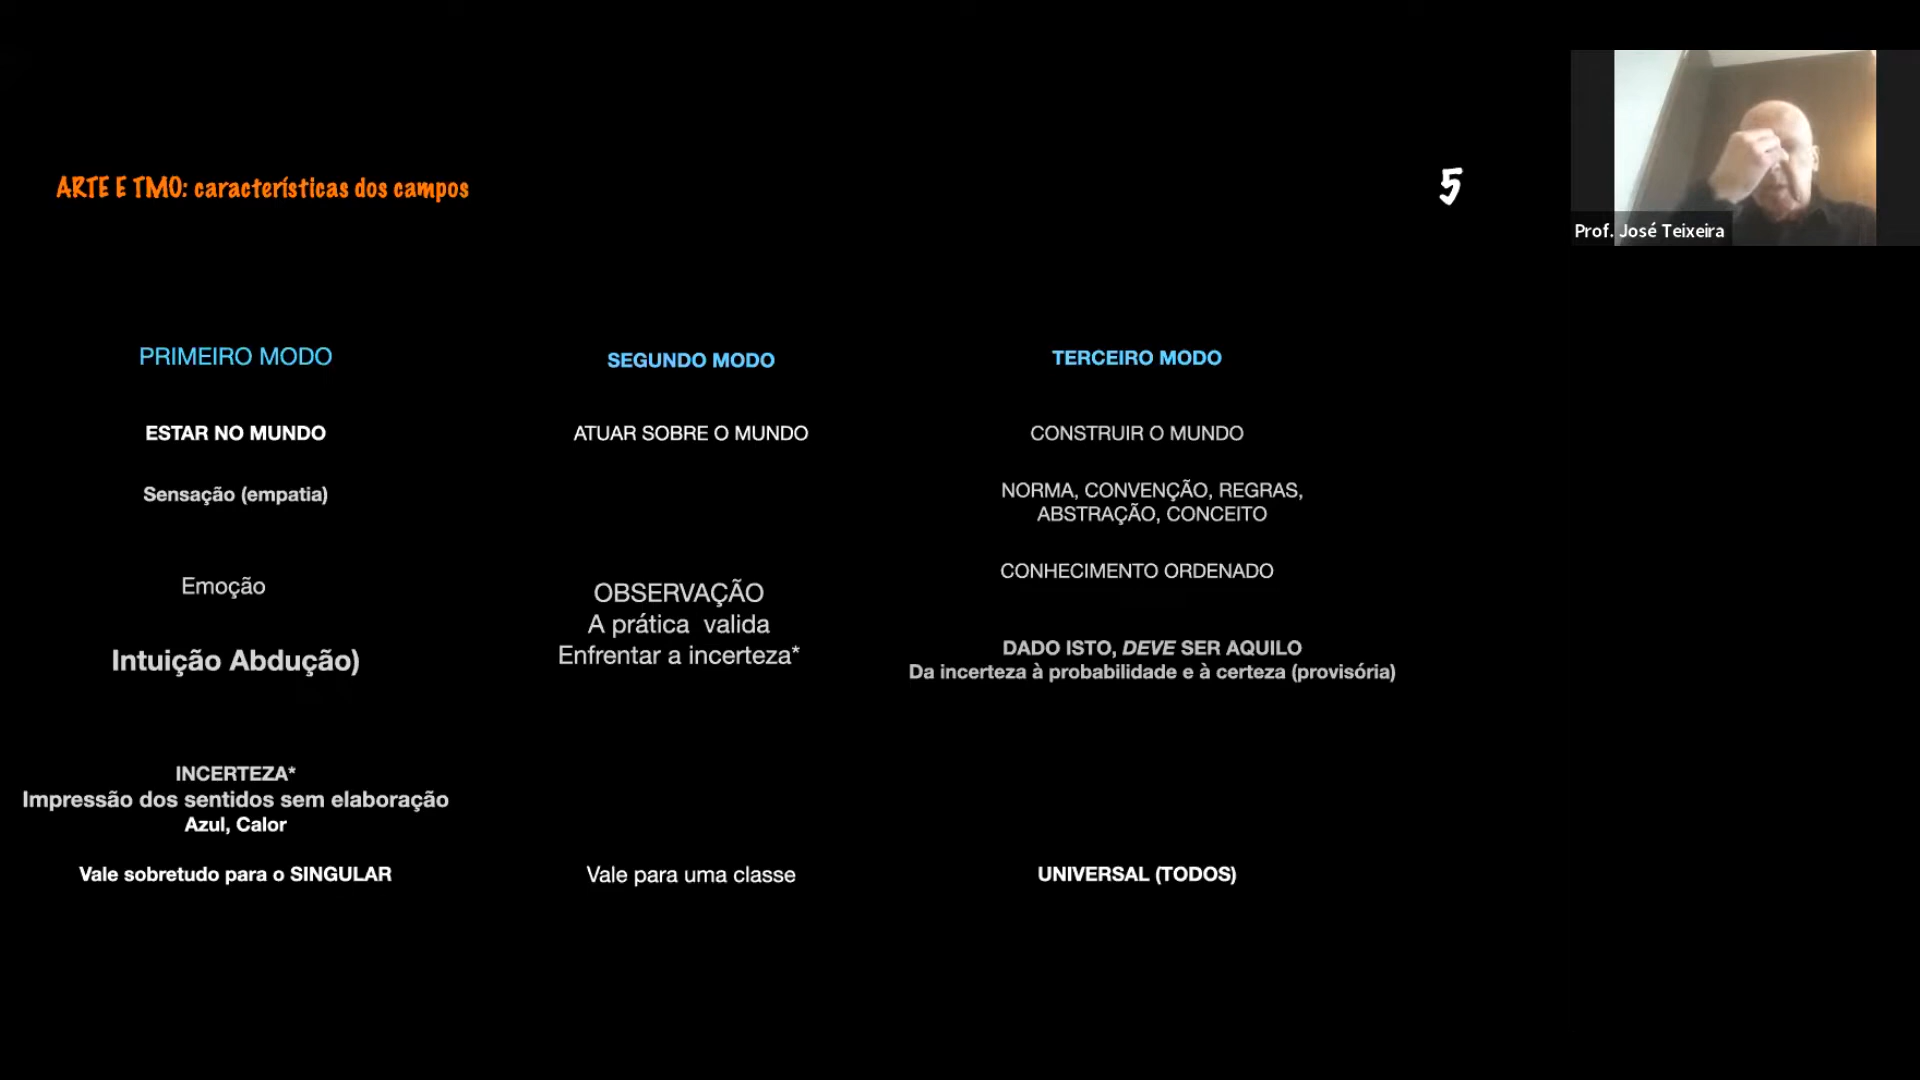 ARTE E TMO: características dos campos
5
Prof. José Teixeira
PRIMEIRO MODO
ESTAR NO MUNDO
Sensação (empatia)
Emoção
Intuição Abdução)
INCERTEZA*
Impressão dos sentidos sem elaboração
Azul, Calor
Vale sobretudo para o SINGULAR
SEGUNDO MODO
ATUAR SOBRE O MUNDO
OBSERVAÇÃO
A prática valida
Enfrentar a incerteza*
Vale para uma classe
TERCEIRO MODO
CONSTRUIR O MUNDO
NORMA, CONVENÇÃO, REGRAS,
ABSTRAÇÃO, CONCEITO
CONHECIMENTO ORDENADO
DADO ISTO, DEVE SER AQUILO
Da incerteza à probabilidade e à certeza (provisória)
UNIVERSAL (TODOS)